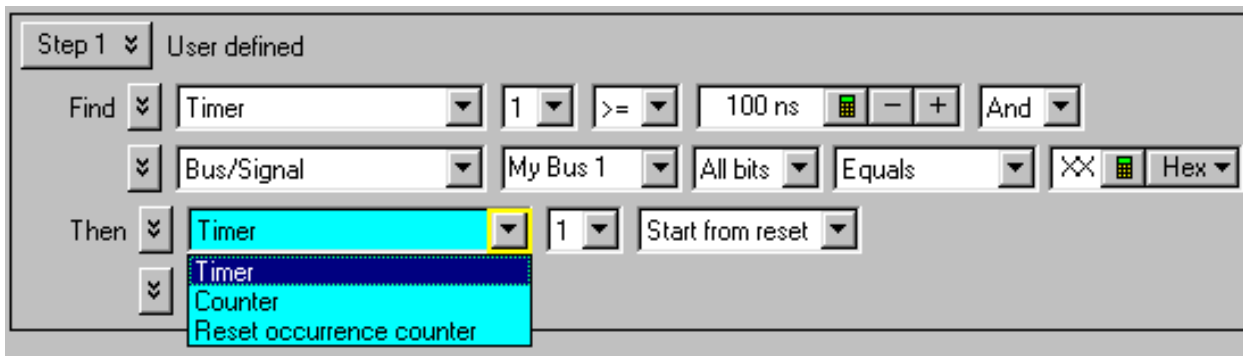 Step 1 User defined
Find Timer 1 >= 100 ns − + And
Bus/Signal My Bus 1 All bits Equals XX Hex
Then Timer 1 Start from reset
Timer
Counter
Reset occurrence counter